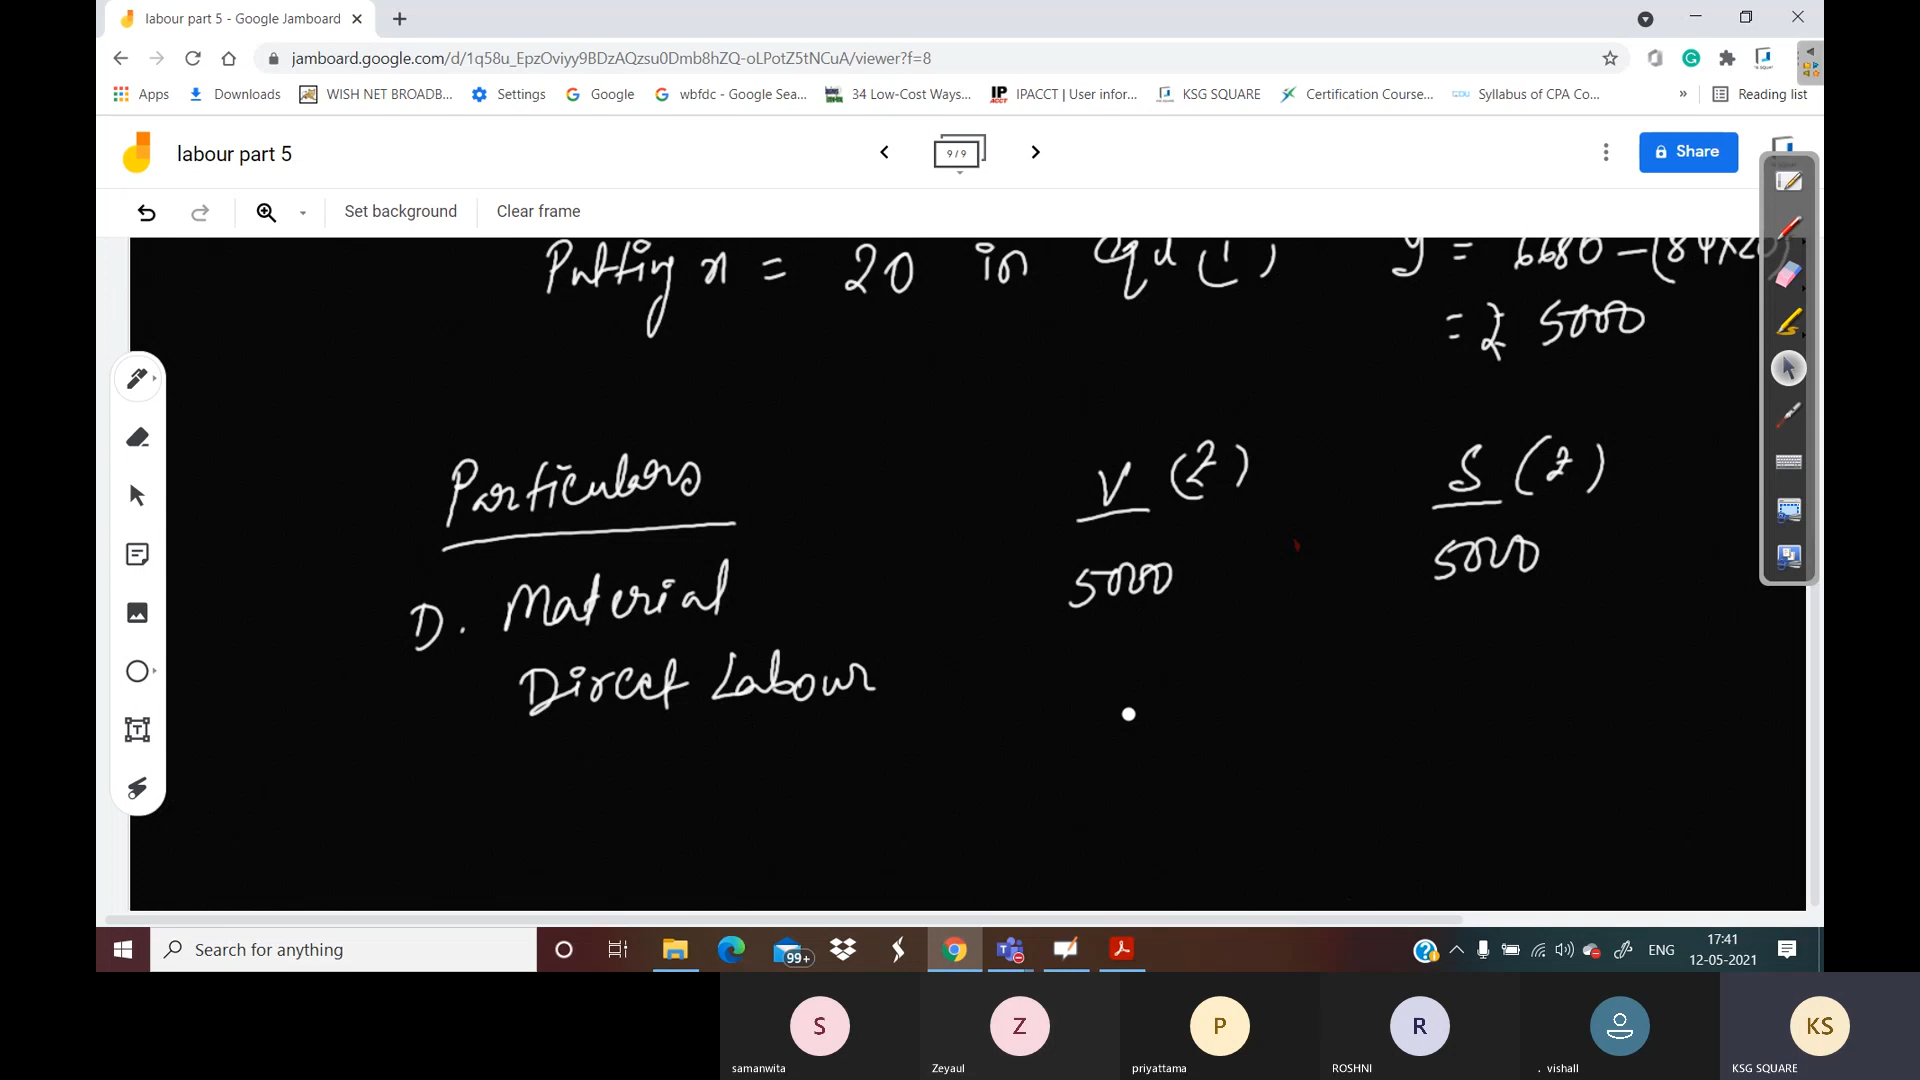 labour part 5 - Google Jamboard
jamboard.google.com/d/1q58u_EpzOviyy9BDzAQzsu0Dmb8hZQ-oLPotZ5tNCuA/viewer?f=8
Apps Downloads WISH NET BROADB... Settings Google wbfdc - Google Sea... 34 Low-Cost Ways... IPACCT | User infor... KSG SQUARE Certification Course... Syllabus of CPA Co... » Reading list
labour part 5
9/9
Share
Set background Clear frame
Putting x = 20 in equ (1) y = 6680 - (84x20)
= ₹ 5000
Particulars V (₹) S (₹)
D. Material 5000 5000
Direct Labour
Search for anything
99+
ENG
17:41
12-05-2021
S Z P R KS
samanwita Zeyaul priyattama ROSHNI . vishall KSG SQUARE